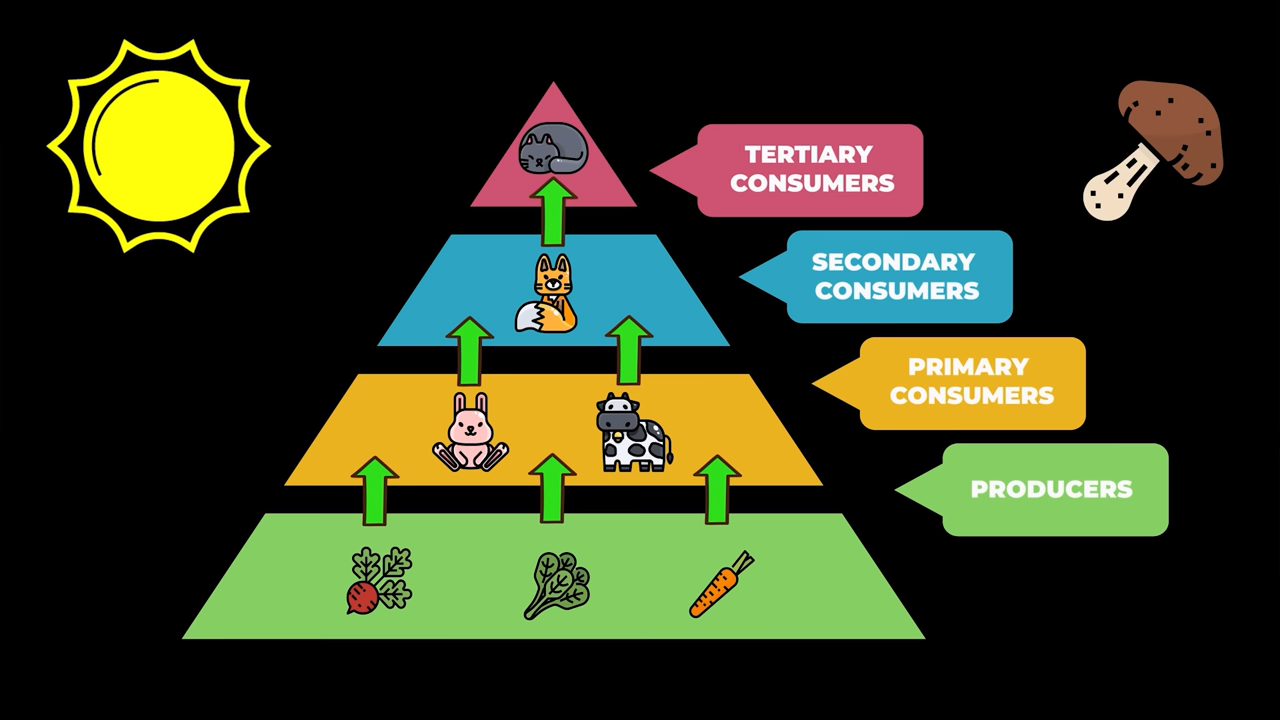 TERTIARY
CONSUMERS
SECONDARY
CONSUMERS
PRIMARY
CONSUMERS
PRODUCERS